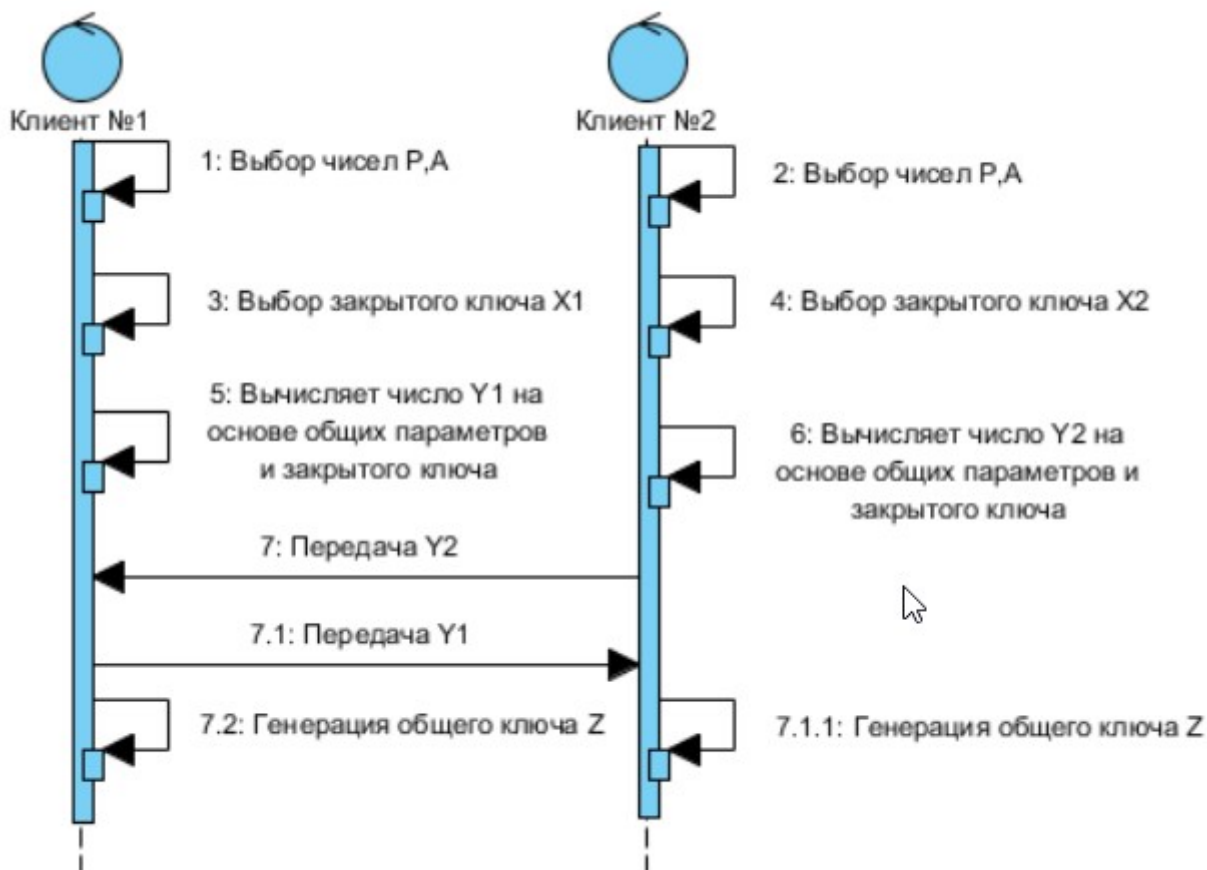 Клиент №1
Клиент №2
1: Выбор чисел P,A
2: Выбор чисел P,A
3: Выбор закрытого ключа X1
4: Выбор закрытого ключа X2
5: Вычисляет число Y1 на
основе общих параметров
и закрытого ключа
6: Вычисляет число Y2 на
основе общих параметров и
закрытого ключа
7: Передача Y2
7.1: Передача Y1
7.2: Генерация общего ключа Z
7.1.1: Генерация общего ключа Z